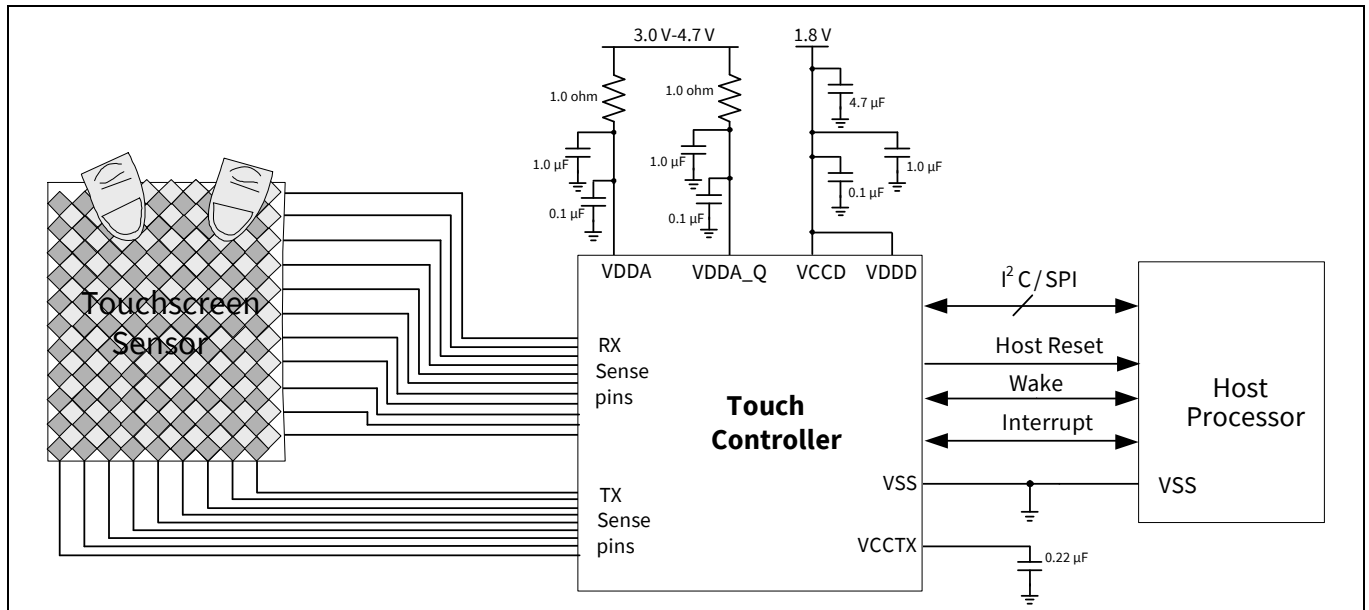 3.0 V-4.7 V
1.8 V
1.0 ohm
1.0 ohm
4.7 µF
1.0 µF
1.0 µF
1.0 µF
0.1 µF
0.1 µF
0.1 µF
VDDA
VDDA_Q
VCCD
VDDD
Touchscreen
Sensor
RX
Sense
pins
Touch
Controller
TX
Sense
pins
I² C/SPI
Host Reset
Wake
Interrupt
VSS
VCCTX
0.22 µF
Host
Processor
VSS